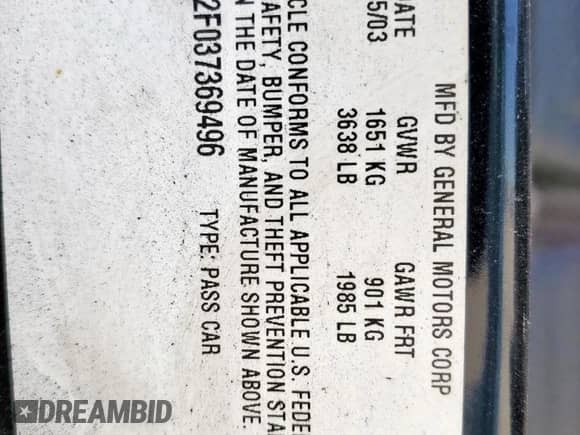 MFD BY GENERAL MOTORS CORP
DATE GVWR GAWR FRT
5/03 1651 KG 901 KG
3638 LB 1985 LB
CLE CONFORMS TO ALL APPLICABLE U.S. FEDE
SAFETY, BUMPER, AND THEFT PREVENTION STA
N THE DATE OF MANUFACTURE SHOWN ABOVE.
2F037369496 TYPE: PASS CAR
DREAMBID